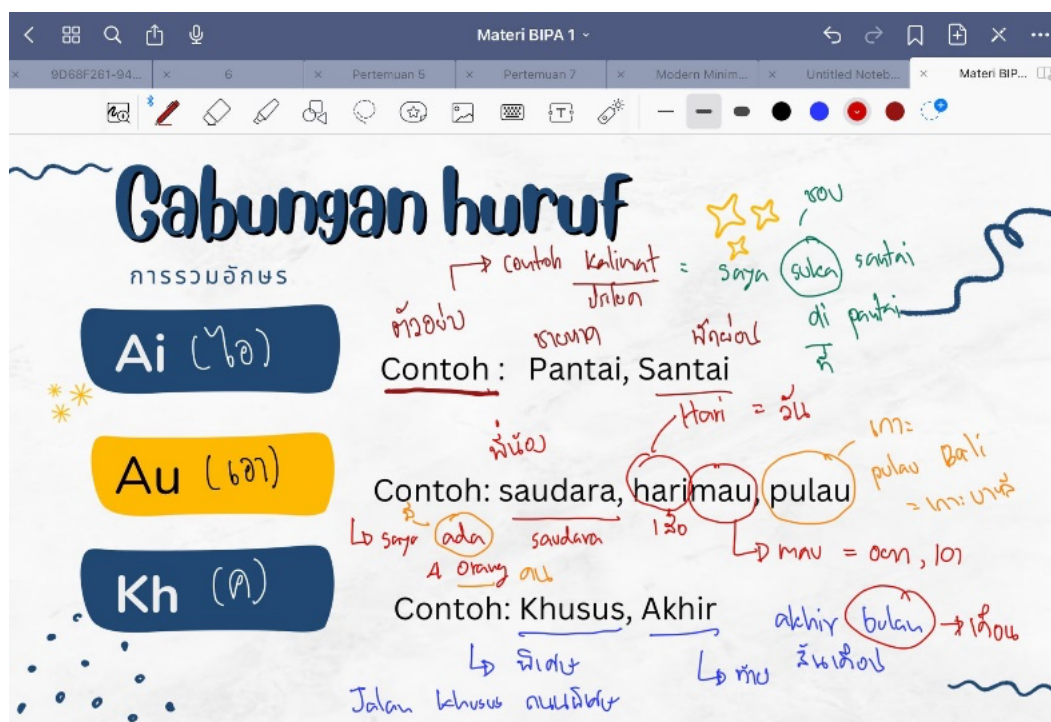 Materi BIPA 1
9D68F261-94...
6
Pertemuan 5
Pertemuan 7
Modern Minim...
Untitled Noteb...
Materi BIP...
Gabungan huruf
การรวมอักษร
ชอบ
contoh kalimat = saya suka santai
ประโยค
di pantai
ที่
Ai (ไอ)
ตัวอย่าง
ชายหาด
พักผ่อน
Contoh : Pantai, Santai
Hari = วัน
พี่น้อง
เกาะ
pulau Bali
= เกาะบาหลี
Au (เอา)
Contoh: saudara, harimau, pulau
มี
เสือ
saya ada
saudara
mau = อยาก, เอา
4 orang คน
Kh (ค)
Contoh: Khusus, Akhir
akhir bulan
เดือน
สิ้นเดือน
พิเศษ
ท้าย
Jalan khusus ถนนพิเศษ